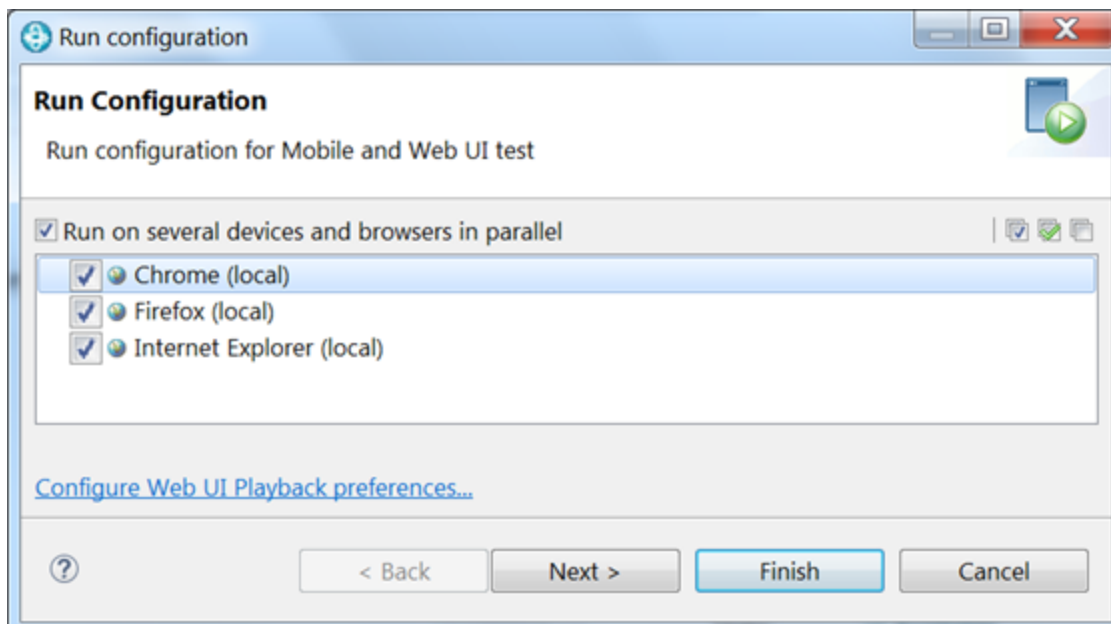 Run configuration
Run Configuration
Run configuration for Mobile and Web UI test
Run on several devices and browsers in parallel
Chrome (local)
Firefox (local)
Internet Explorer (local)
Configure Web UI Playback preferences...
? < Back Next > Finish Cancel